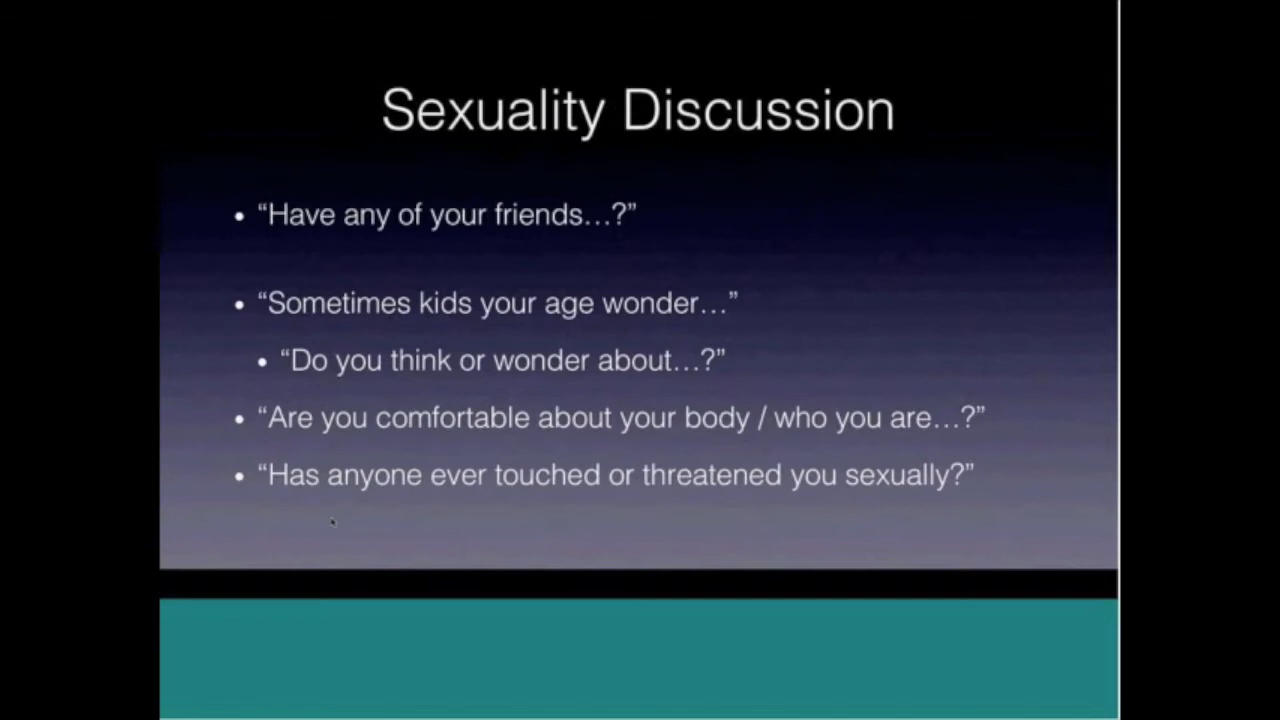 Sexuality Discussion
• “Have any of your friends…?”
• “Sometimes kids your age wonder…”
• “Do you think or wonder about…?”
• “Are you comfortable about your body / who you are…?”
• “Has anyone ever touched or threatened you sexually?”